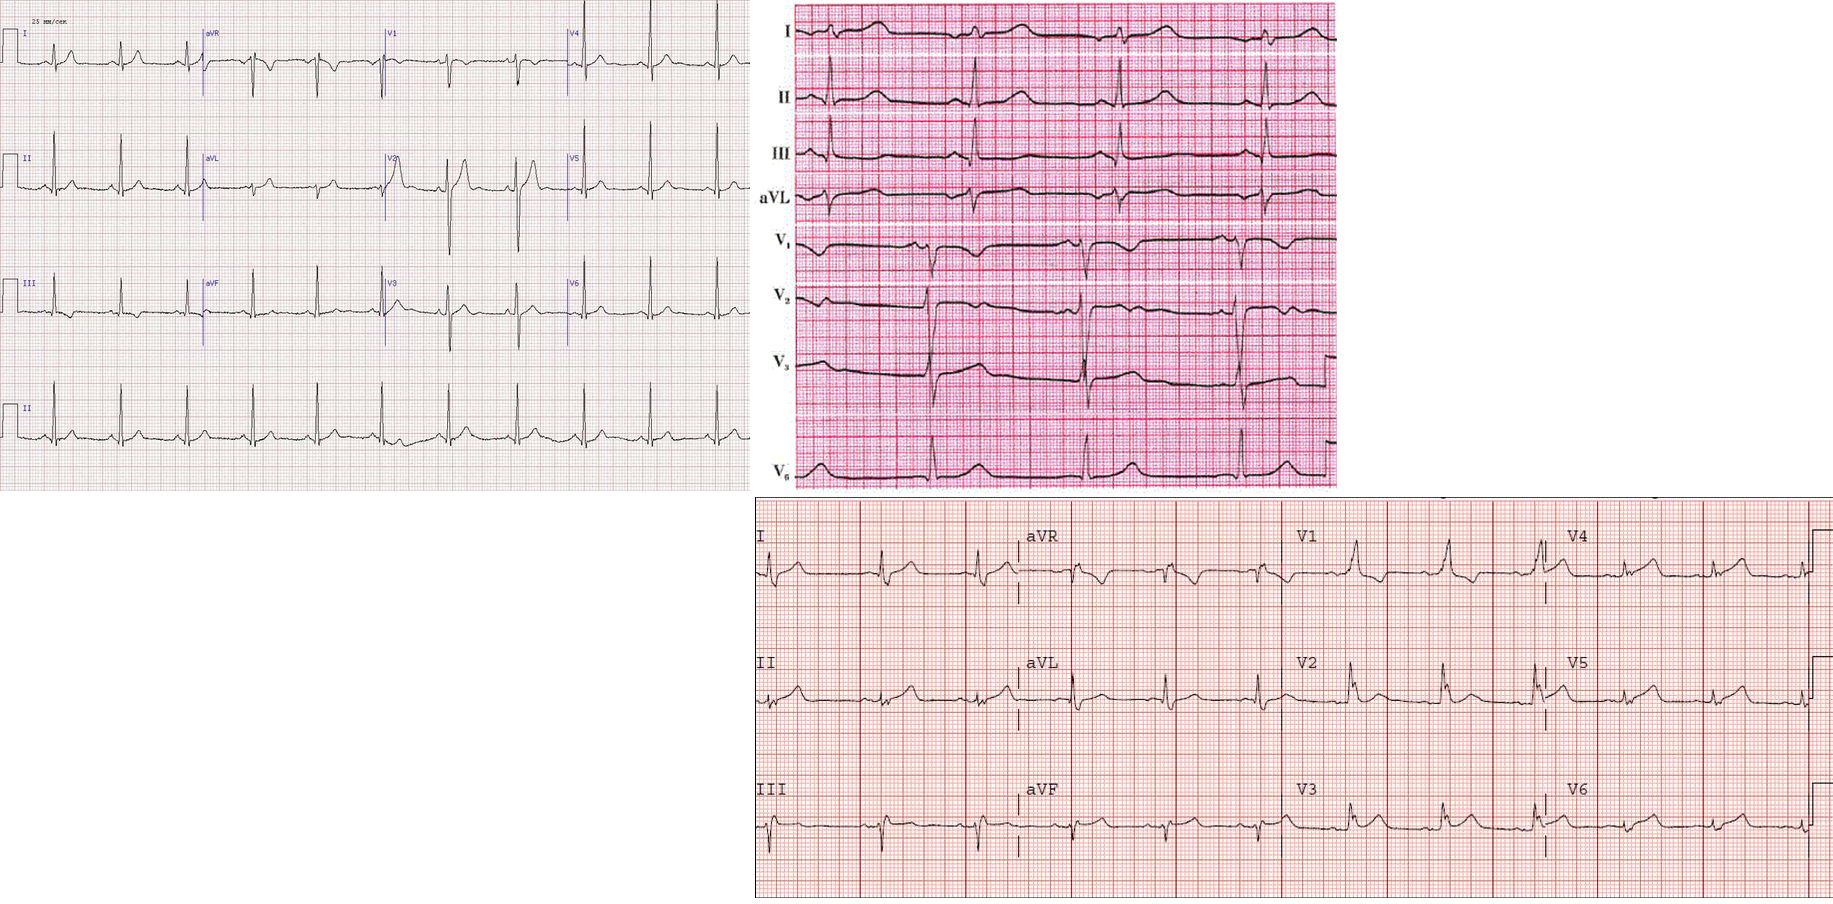 25 мм/сек
I aVR V1 V4
II aVL V2 V5
III aVF V3 V6
II
I
II
III
aVL
V₁
V₂
V₃
V₆
I aVR V1 V4
II aVL V2 V5
III aVF V3 V6